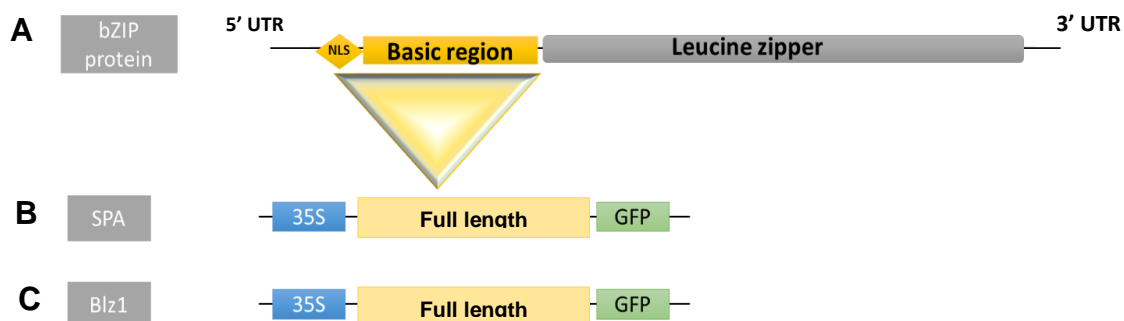 A
bZIP
protein
5’ UTR
NLS
Basic region
Leucine zipper
3’ UTR
B
SPA
35S
Full length
GFP
C
Blz1
35S
Full length
GFP